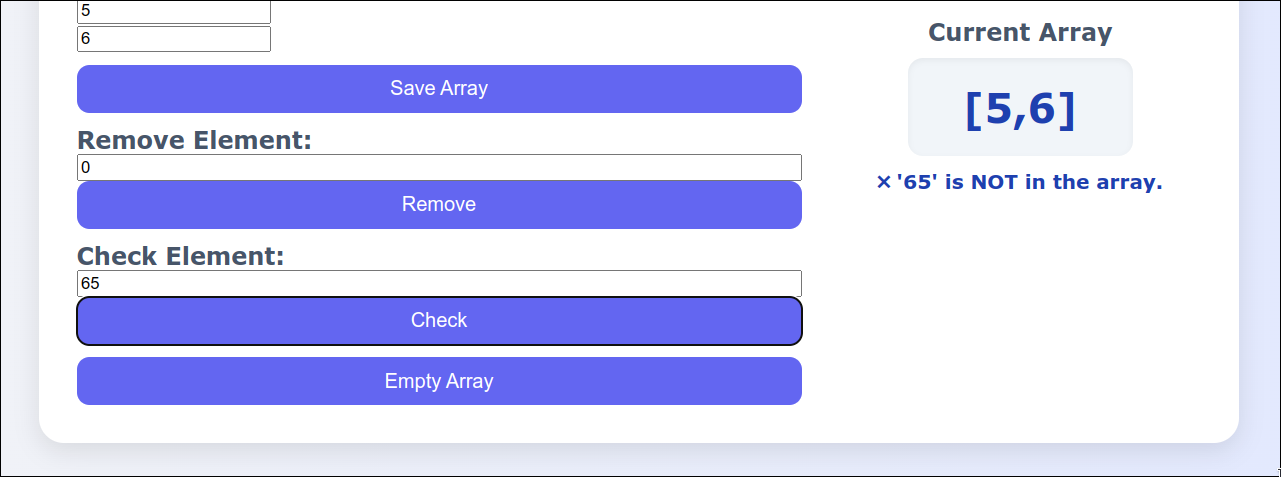 5
6
Save Array
Remove Element:
0
Remove
Check Element:
65
Check
Empty Array
Current Array
[5,6]
✕ '65' is NOT in the array.